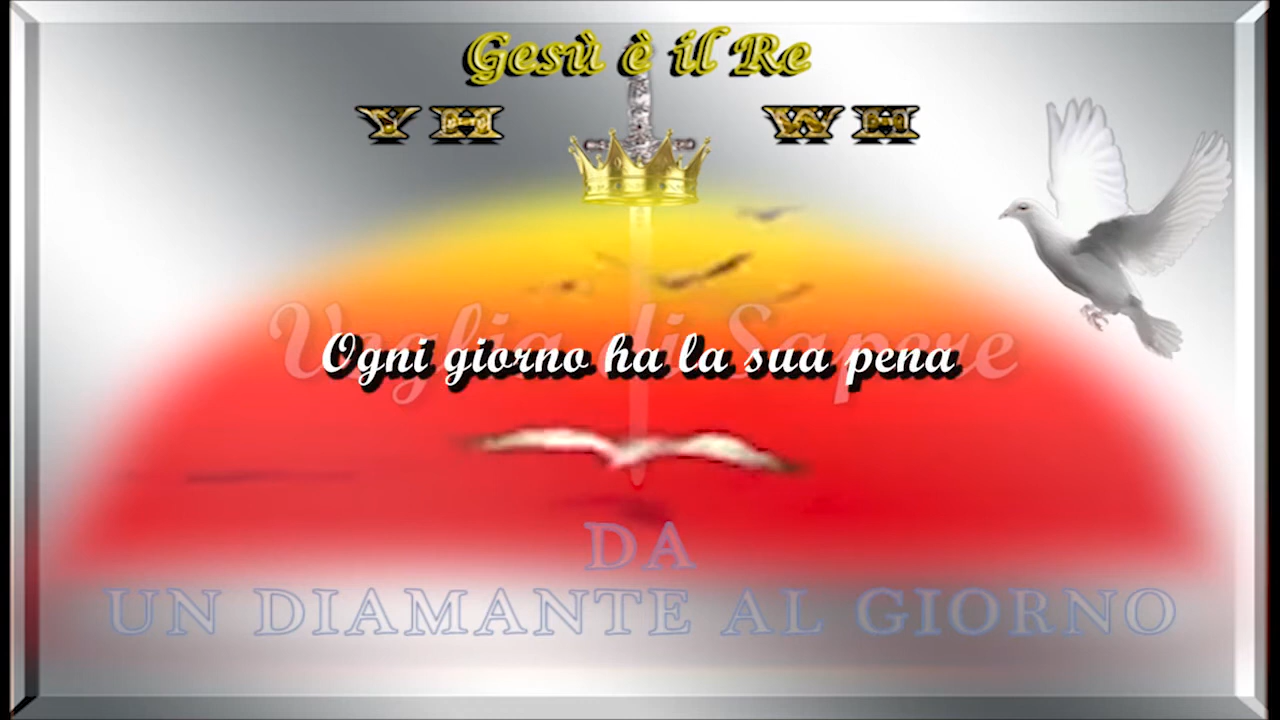 Gesù è il Re
YH WH
Voglia di Sapere
Ogni giorno ha la sua pena
DA
UN DIAMANTE AL GIORNO